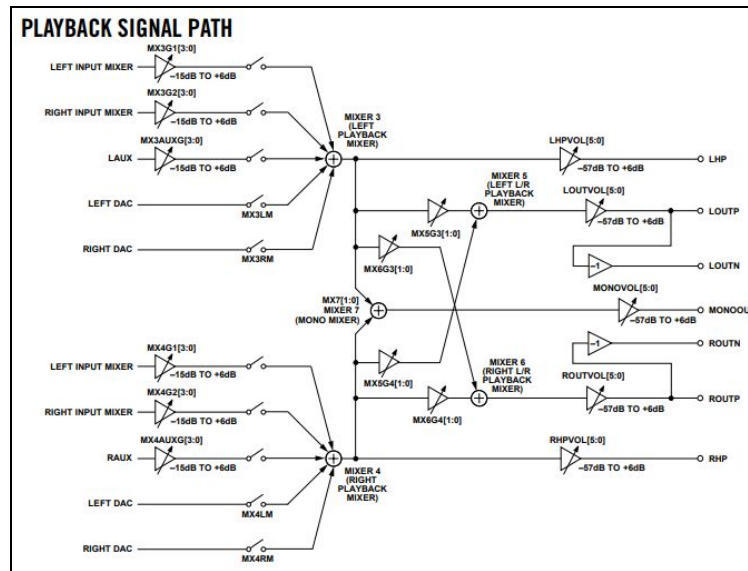 PLAYBACK SIGNAL PATH
MX3G1[3:0]
LEFT INPUT MIXER
–15dB TO +6dB
MX3G2[3:0]
RIGHT INPUT MIXER
–15dB TO +6dB
MX3AUXG[3:0]
LAUX
–15dB TO +6dB
LEFT DAC
MX3LM
RIGHT DAC
MX3RM
MIXER 3
(LEFT
PLAYBACK
MIXER)
LHPVOL[5:0]
LHP
–57dB TO +6dB
MIXER 5
(LEFT L/R
PLAYBACK
MIXER)
LOUTVOL[5:0]
LOUTP
–57dB TO +6dB
MX5G3[1:0]
–1
LOUTN
MX6G3[1:0]
MX7[1:0]
MIXER 7
(MONO MIXER)
MONOVOL[5:0]
MONOOU
–57dB TO +6dB
–1
ROUTN
MX5G4[1:0]
MIXER 6
(RIGHT L/R
PLAYBACK
MIXER)
ROUTVOL[5:0]
ROUTP
–57dB TO +6dB
MX6G4[1:0]
MX4G1[3:0]
LEFT INPUT MIXER
–15dB TO +6dB
MX4G2[3:0]
RIGHT INPUT MIXER
–15dB TO +6dB
MX4AUXG[3:0]
RAUX
–15dB TO +6dB
LEFT DAC
MX4LM
RIGHT DAC
MX4RM
MIXER 4
(RIGHT
PLAYBACK
MIXER)
RHPVOL[5:0]
RHP
–57dB TO +6dB